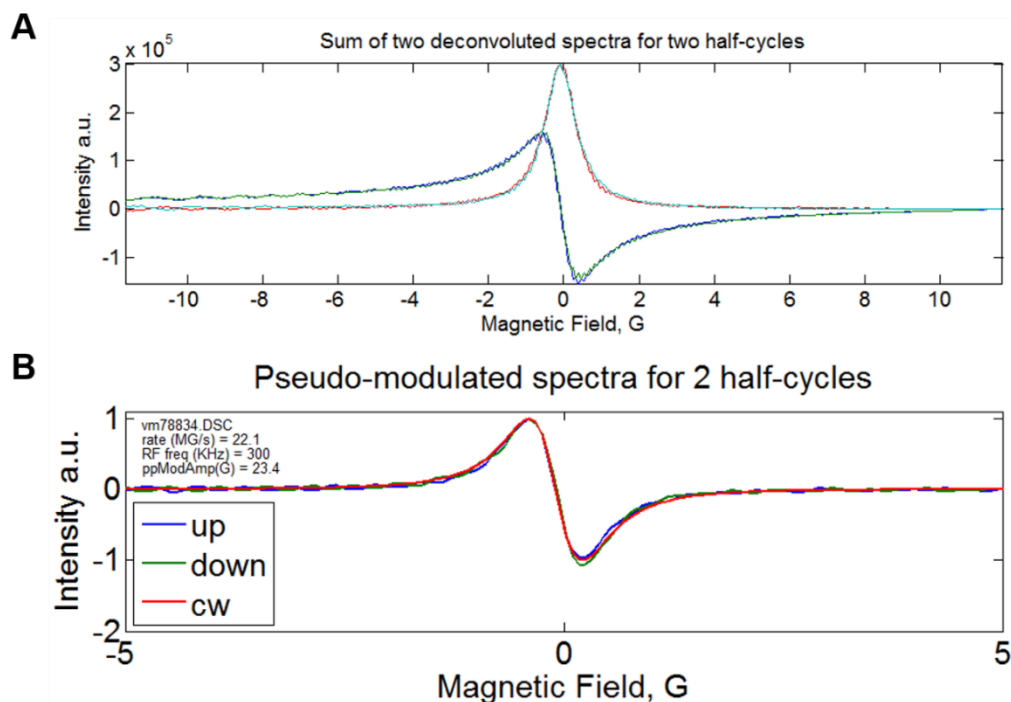 A
Sum of two deconvoluted spectra for two half-cycles
x 10⁵
3
2
1
0
-1
Intensity a.u.
-10 -8 -6 -4 -2 0 2 4 6 8 10
Magnetic Field, G
B
Pseudo-modulated spectra for 2 half-cycles
vm78834.DSC
rate (MG/s) = 22.1
RF freq (KHz) = 300
ppModAmp(G) = 23.4
1
0
-1
-2
Intensity a.u.
up
down
cw
-5 0 5
Magnetic Field, G